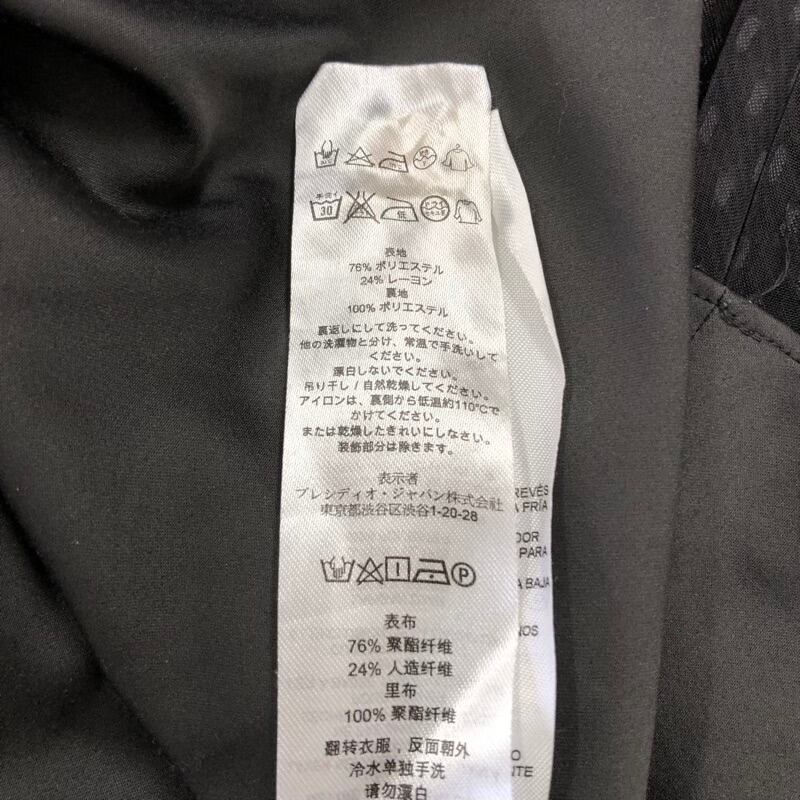 手洗イ
30
低
表地
76% ポリエステル
24% レーヨン
裏地
100% ポリエステル
裏返しにして洗ってください。
他の洗濯物と分け、常温で手洗いして
ください。
漂白しないでください。
吊り干し / 自然乾燥してください。
アイロンは、裏側から低温約110°Cで
かけてください。
または乾燥したきれいにしなさい。
装飾部分は除きます。
表示者
プレシディオ・ジャパン株式会社
東京都渋谷区渋谷1-20-28
P
表布
76% 聚酯纤维
24% 人造纤维
里布
100% 聚酯纤维
翻转衣服，反面朝外
冷水单独手洗
请勿漂白
REVÉS
FRÍA
PARA
BAJA